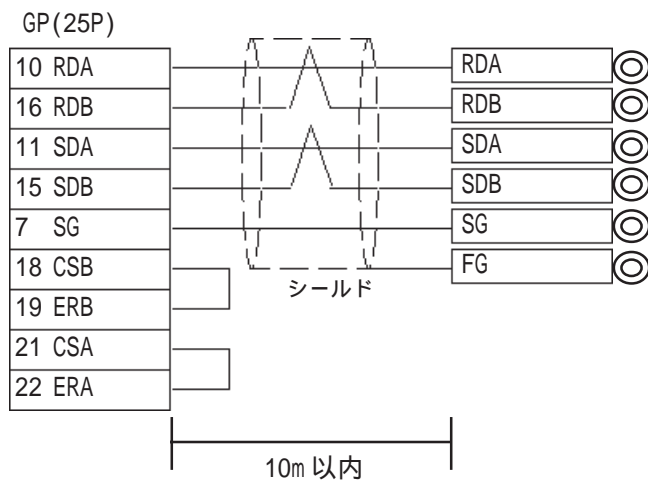 GP(25P)
10 RDA
16 RDB
11 SDA
15 SDB
7 SG
18 CSB
19 ERB
21 CSA
22 ERA
RDA
RDB
SDA
SDB
SG
FG
シールド
10m 以内